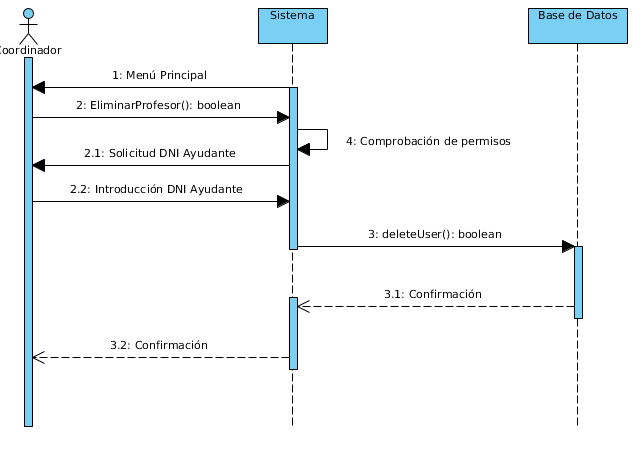 Sistema
Base de Datos
Coordinador
1: Menú Principal
2: EliminarProfesor(): boolean
4: Comprobación de permisos
2.1: Solicitud DNI Ayudante
2.2: Introducción DNI Ayudante
3: deleteUser(): boolean
3.1: Confirmación
3.2: Confirmación